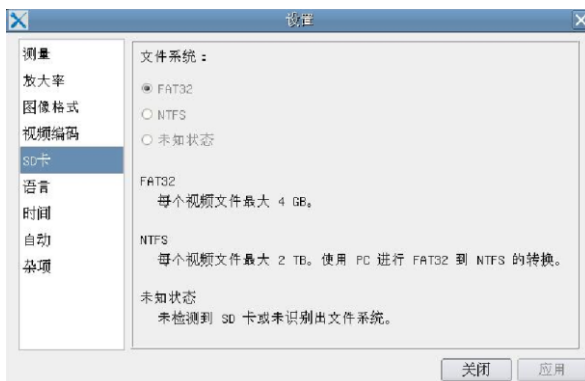 设置
测量
放大率
图像格式
视频编码
SD卡
语言
时间
自动
杂项
文件系统：
FAT32
NTFS
未知状态
FAT32
每个视频文件最大 4 GB。
NTFS
每个视频文件最大 2 TB。使用 PC 进行 FAT32 到 NTFS 的转换。
未知状态
未检测到 SD 卡或未识别出文件系统。
关闭
应用